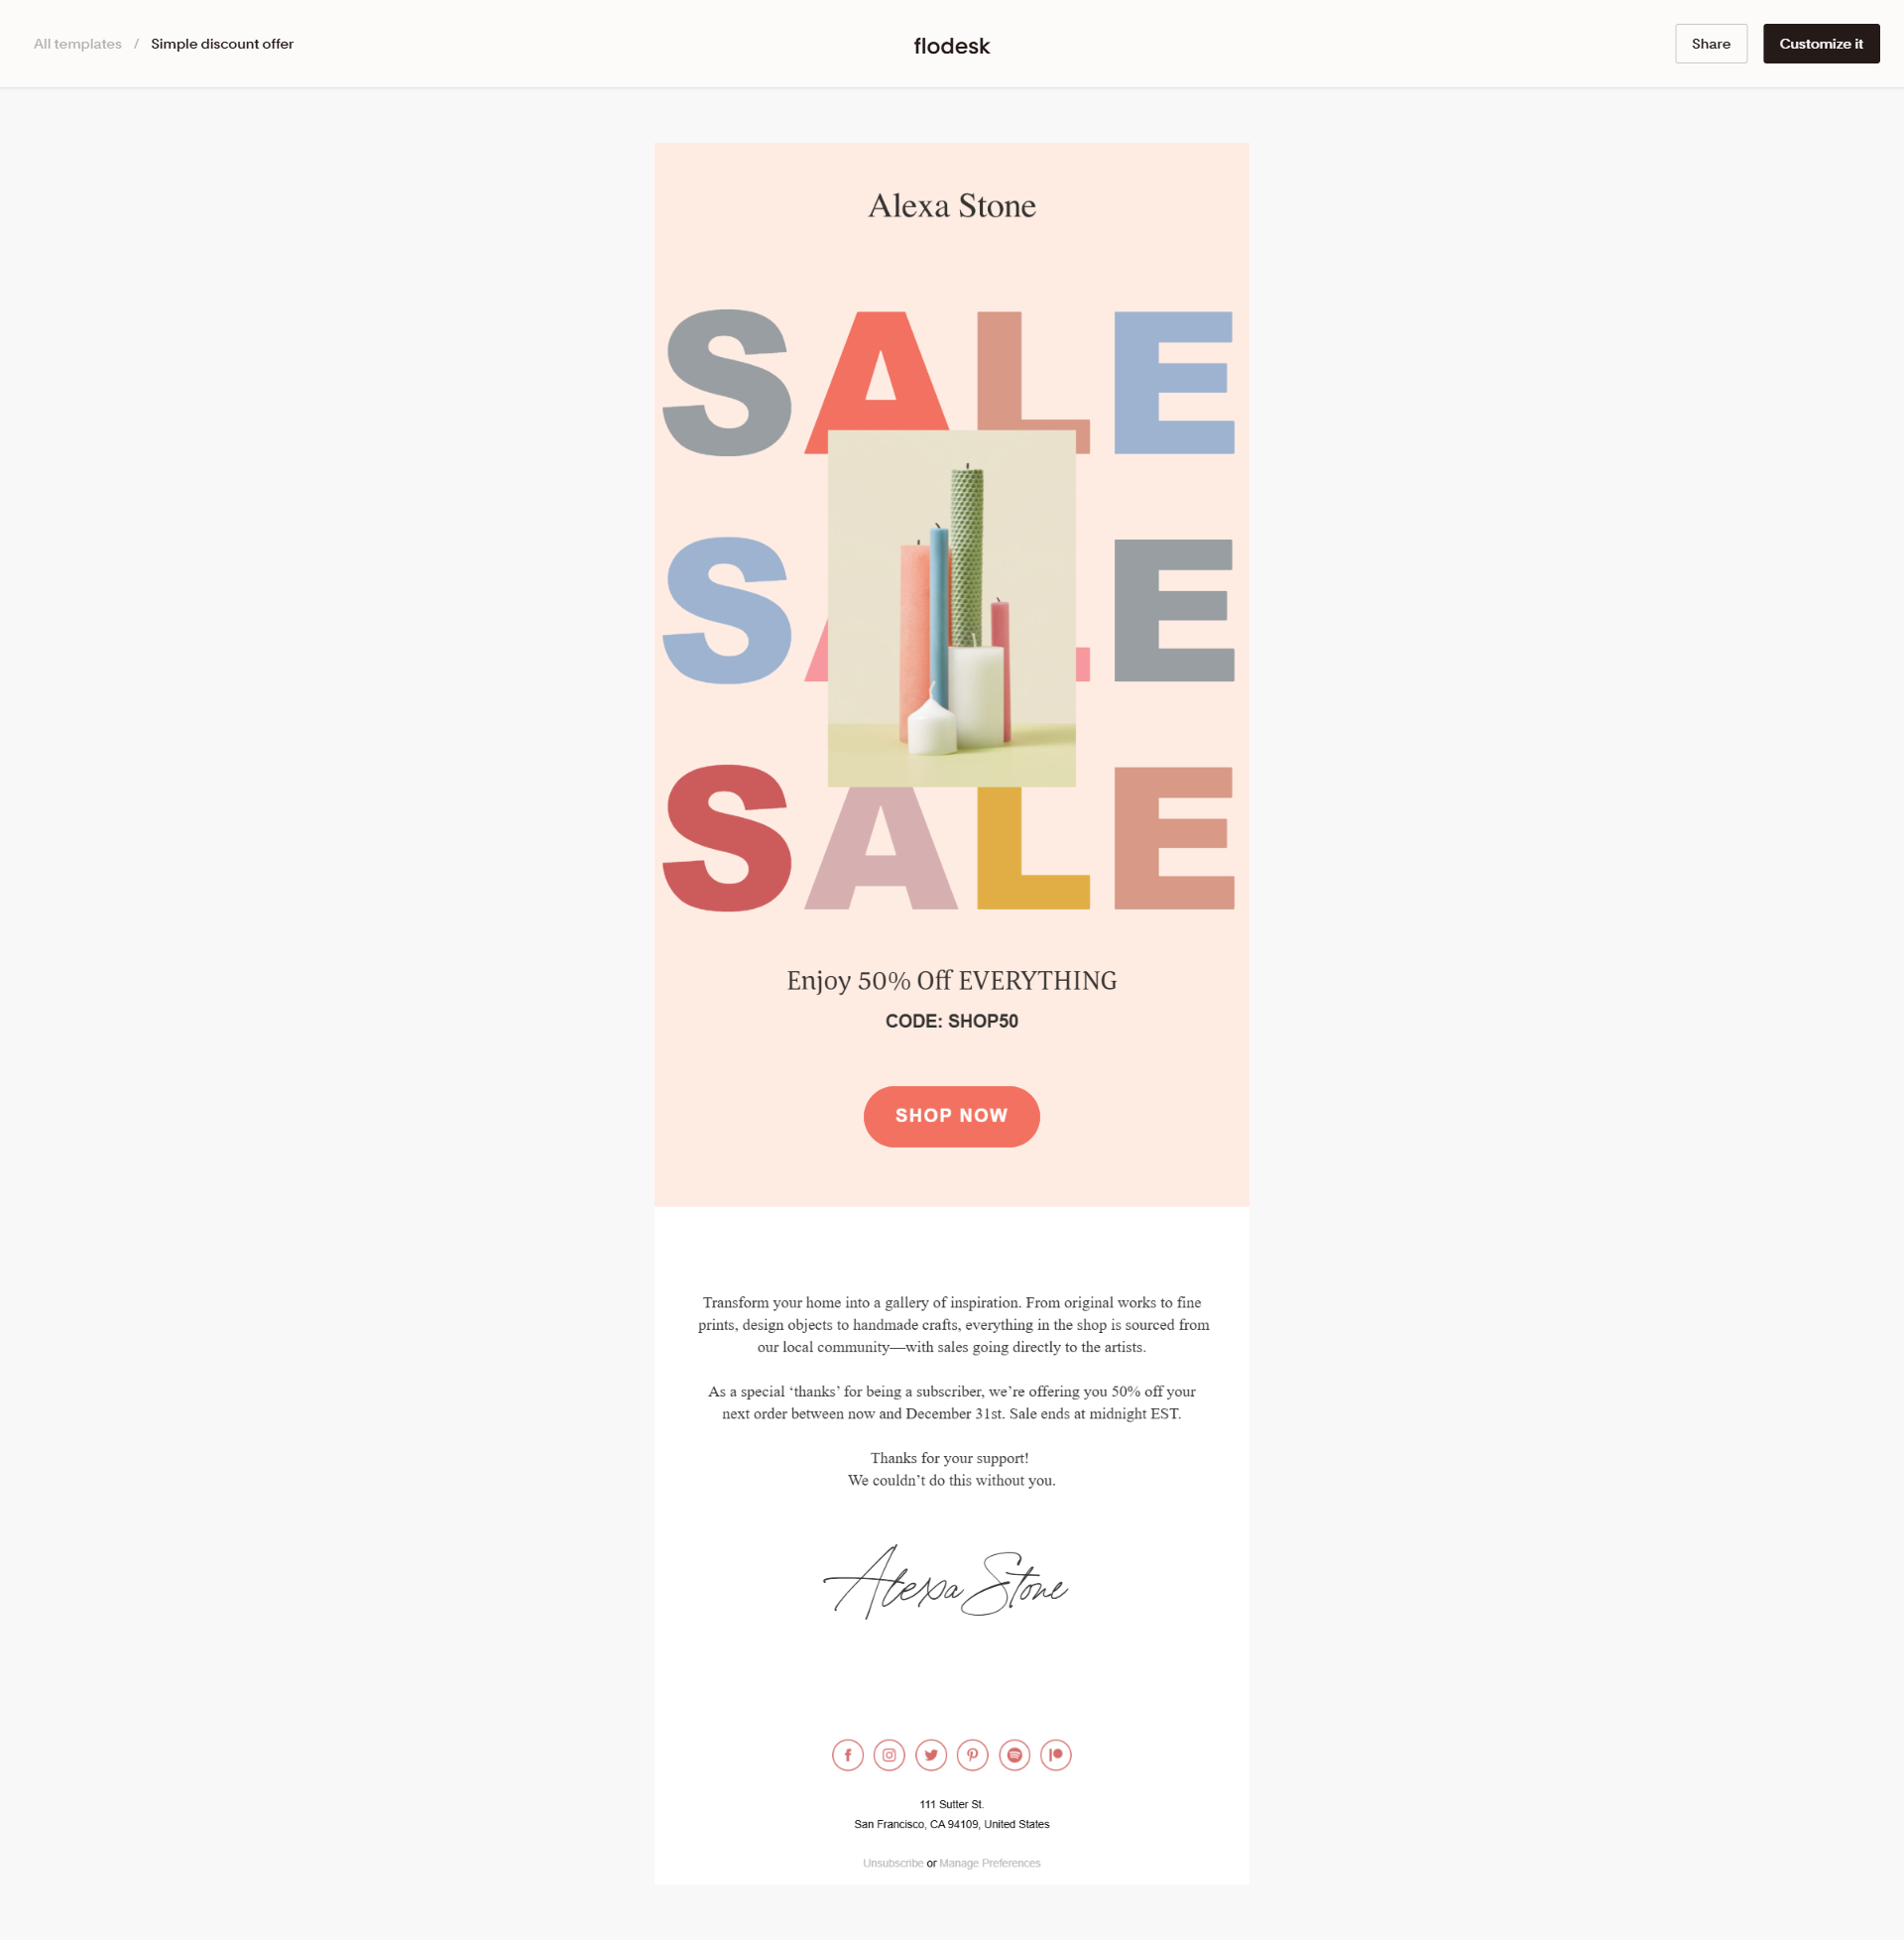 All templates / Simple discount offer
flodesk
Share
Customize it
Alexa Stone
SALE
SALE
SALE
Enjoy 50% Off EVERYTHING
CODE: SHOP50
SHOP NOW
Transform your home into a gallery of inspiration. From original works to fine
prints, design objects to handmade crafts, everything in the shop is sourced from
our local community—with sales going directly to the artists.
As a special ‘thanks’ for being a subscriber, we’re offering you 50% off your
next order between now and December 31st. Sale ends at midnight EST.
Thanks for your support!
We couldn’t do this without you.
Alexa Stone
111 Sutter St.
San Francisco, CA 94109, United States
Unsubscribe or Manage Preferences